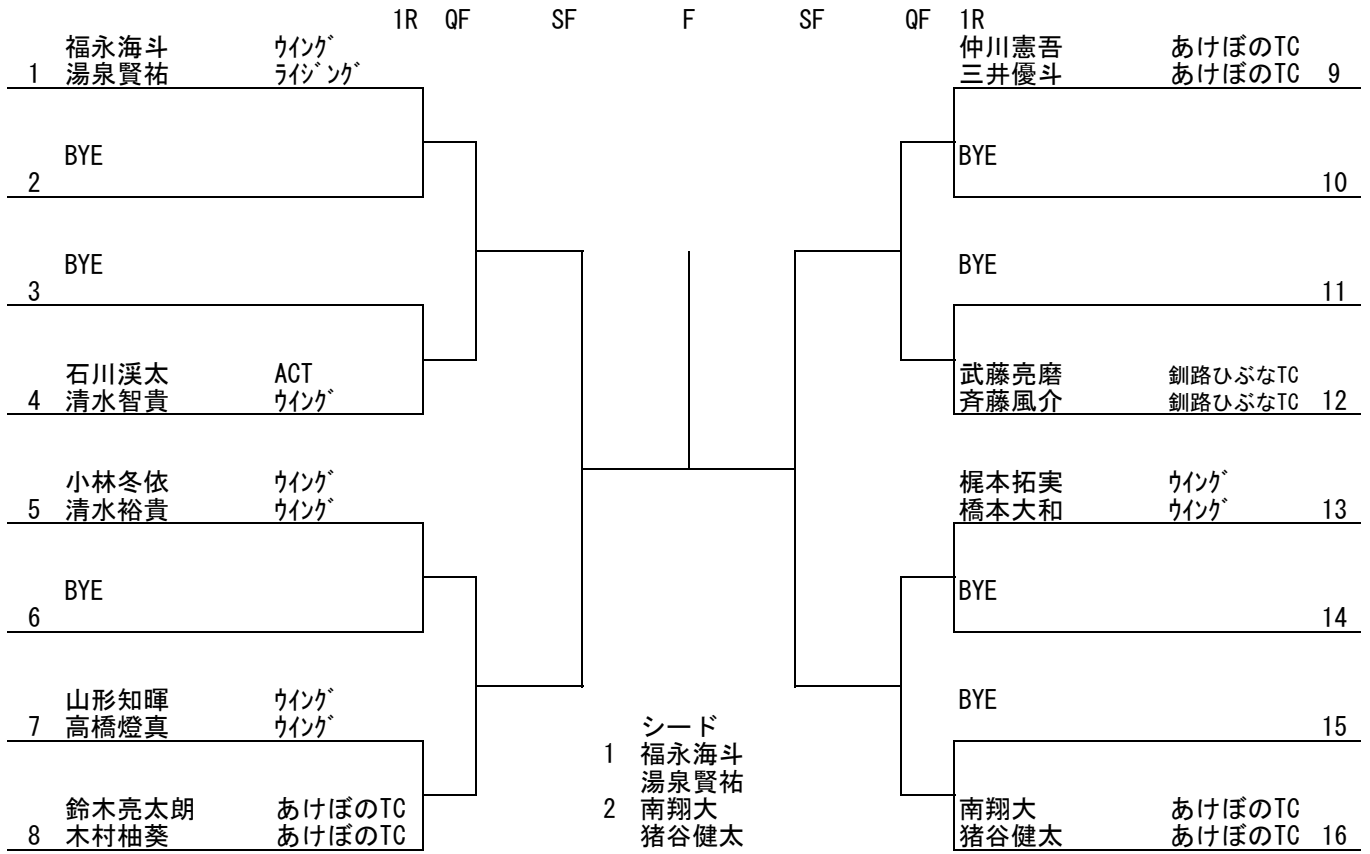 1R QF SF F SF QF 1R
福永海斗 ｳｲﾝｸﾞ
1 湯泉賢祐 ﾗｲｼﾞﾝｸﾞ
BYE
2
BYE
3
石川渓太 ACT
4 清水智貴 ｳｲﾝｸﾞ
小林冬依 ｳｲﾝｸﾞ
5 清水裕貴 ｳｲﾝｸﾞ
BYE
6
山形知暉 ｳｲﾝｸﾞ
7 高橋燈真 ｳｲﾝｸﾞ
鈴木亮太朗 あけぼのTC
8 木村柚葵 あけぼのTC
シード
1 福永海斗
湯泉賢祐
2 南翔大
猪谷健太
仲川憲吾 あけぼのTC
三井優斗 あけぼのTC 9
BYE
10
BYE
11
武藤亮磨 釧路ひぶなTC
斉藤風介 釧路ひぶなTC 12
梶本拓実 ｳｲﾝｸﾞ
橋本大和 ｳｲﾝｸﾞ 13
BYE
14
BYE
15
南翔大 あけぼのTC
猪谷健太 あけぼのTC 16